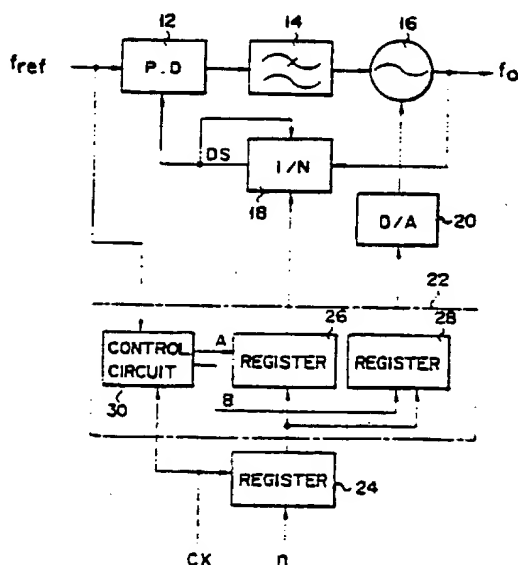 12
14
16
fref
P.D
fo
DS
1/N
18
D/A
20
22
26
28
A
CONTROL
CIRCUIT
REGISTER
REGISTER
30
B
REGISTER
24
CK
n